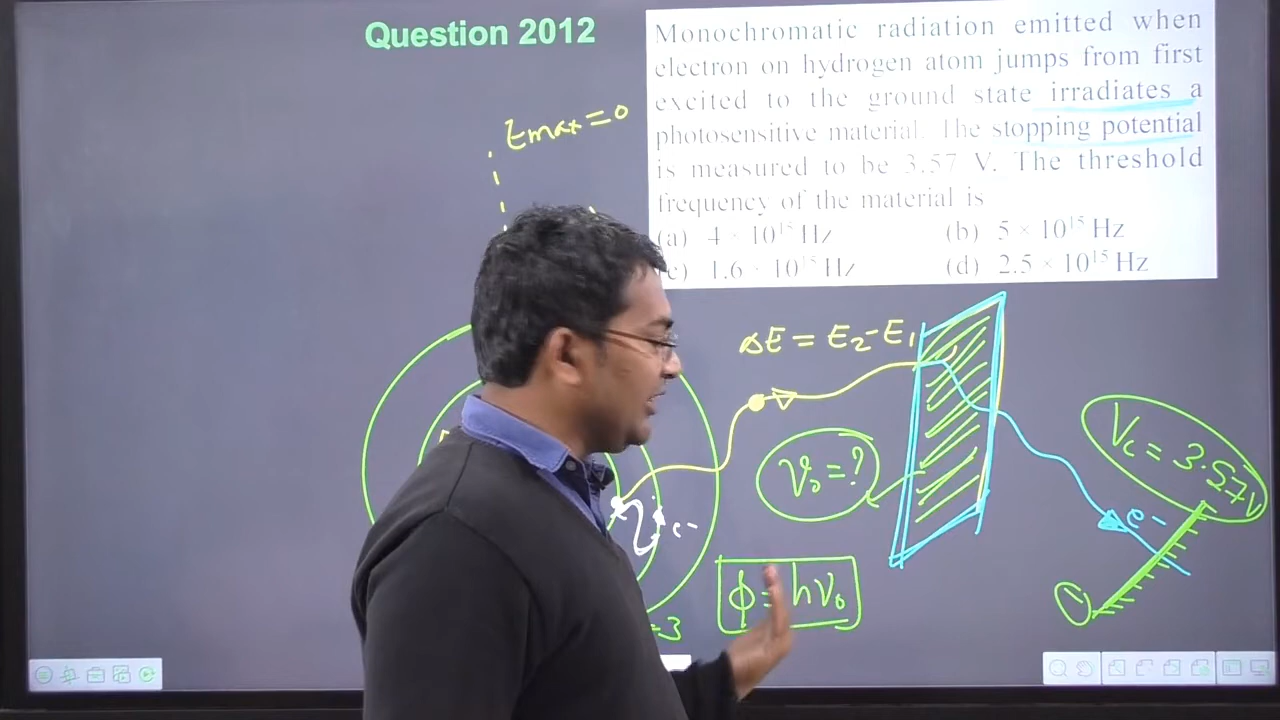 Question 2012
Monochromatic radiation emitted when
electron on hydrogen atom jumps from first
excited to the ground state irradiates a
photosensitive material. The stopping potential
is measured to be 3.57 V. The threshold
frequency of the material is
(a) 4 × 10¹⁵ Hz (b) 5 × 10¹⁵ Hz
(c) 1.6 × 10¹⁵ Hz (d) 2.5 × 10¹⁵ Hz
Emax = 0
ΔE = E₂-E₁
ν₀ = ?
Vc = 3.57V
e⁻
e⁻
φ = hν₀
=3